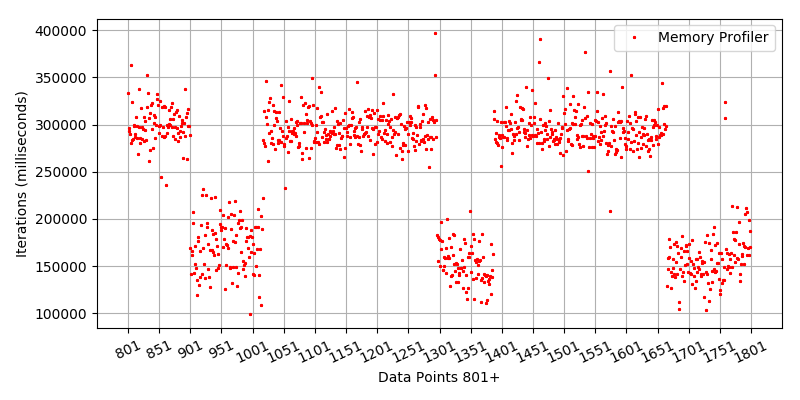 Memory Profiler
Iterations (milliseconds)
400000
350000
300000
250000
200000
150000
100000
801 851 901 951 1001 1051 1101 1151 1201 1251 1301 1351 1401 1451 1501 1551 1601 1651 1701 1751 1801
Data Points 801+